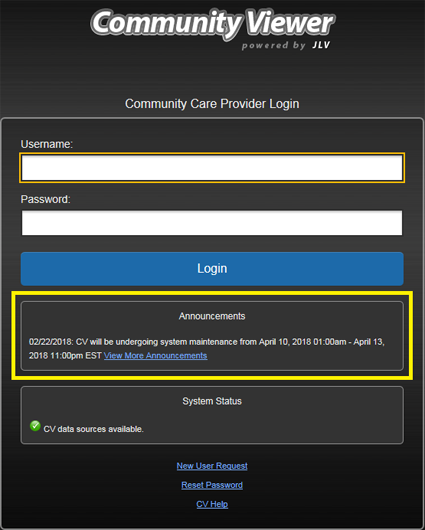 Community Viewer
powered by JLV
Community Care Provider Login
Username:
Password:
Login
Announcements
02/22/2018: CV will be undergoing system maintenance from April 10, 2018 01:00am - April 13,
2018 11:00pm EST View More Announcements
System Status
CV data sources available.
New User Request
Reset Password
CV Help